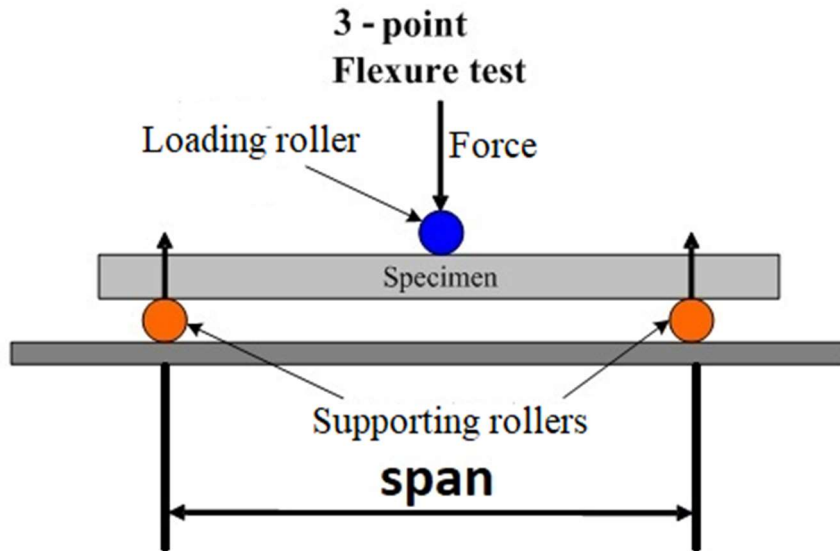 3 - point
Flexure test
Loading roller
Force
Specimen
Supporting rollers
span